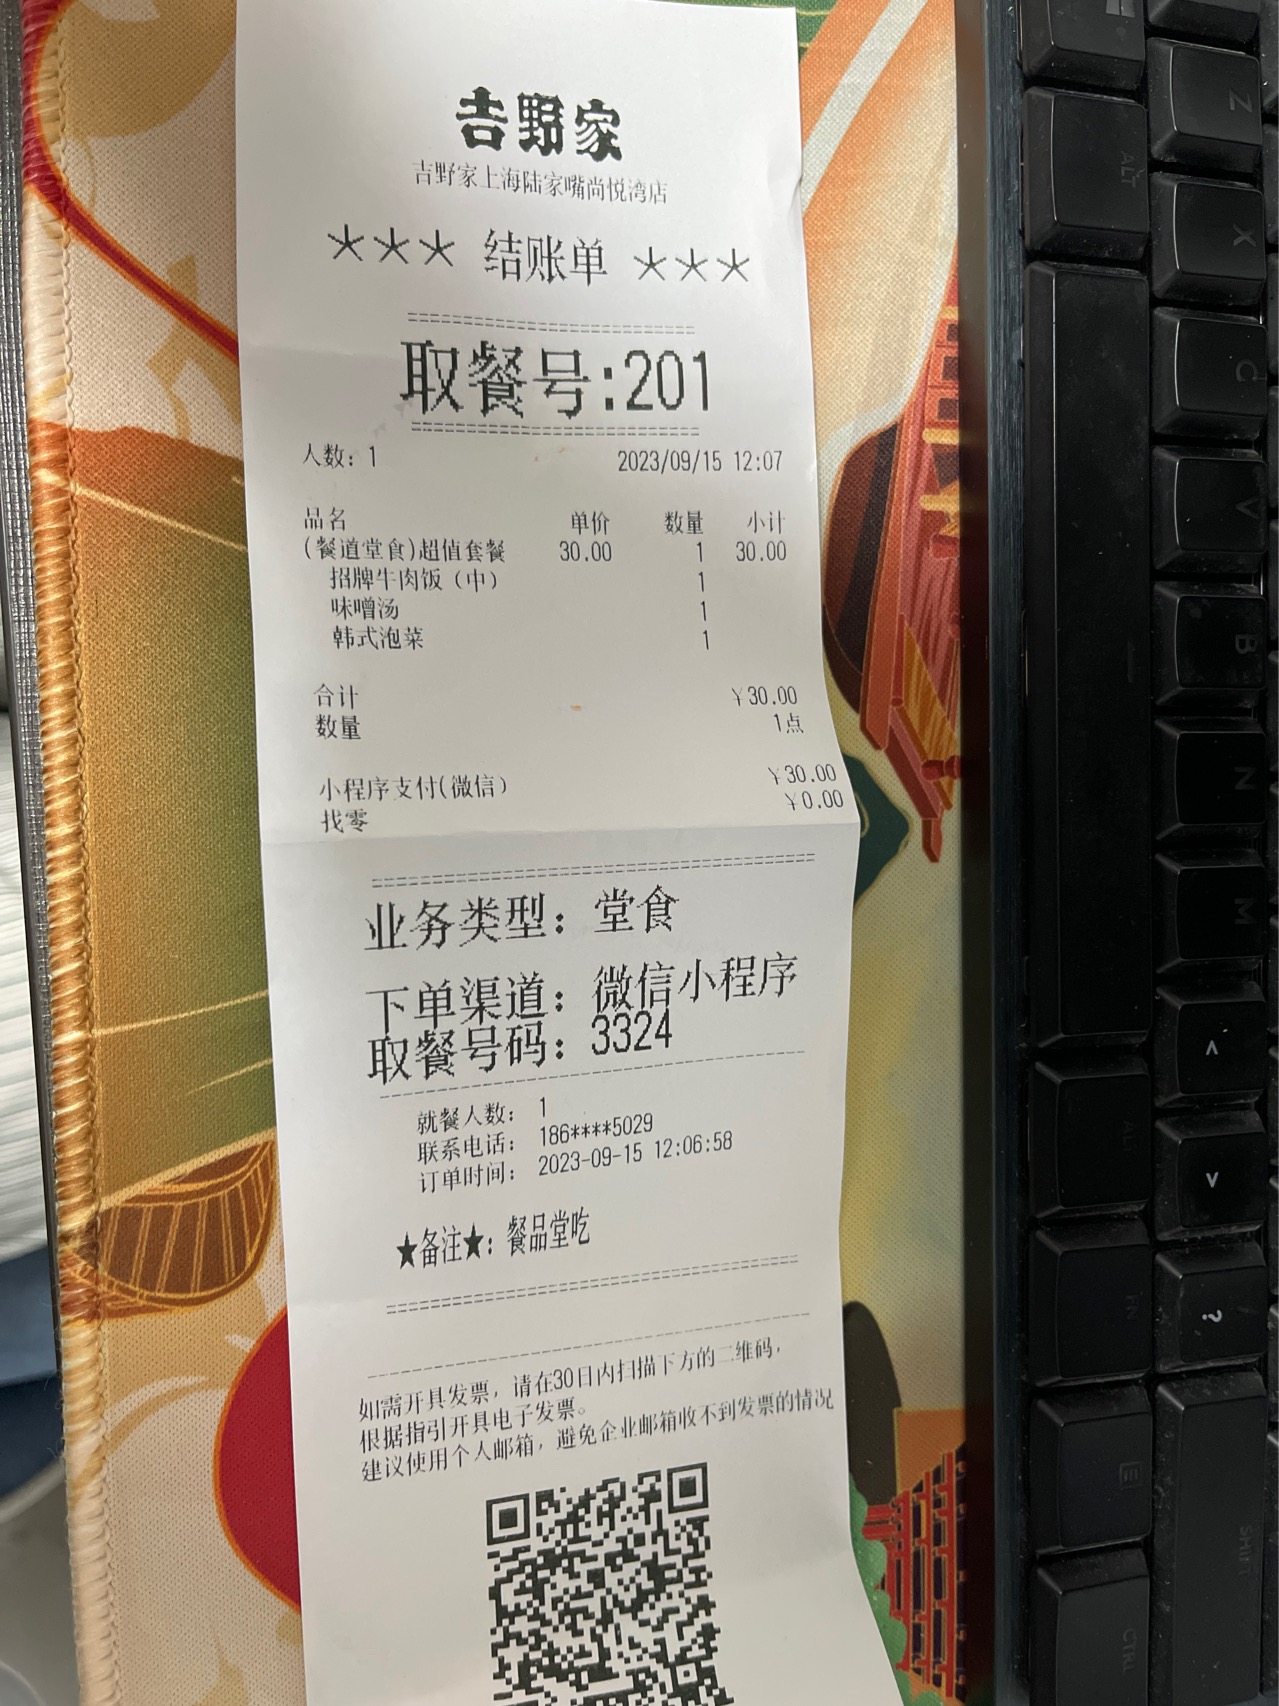 吉野家
吉野家上海陆家嘴尚悦湾店
*** 结账单 ***
取餐号:201
人数: 1 2023/09/15 12:07
品名 单价 数量 小计
(餐道堂食)超值套餐 30.00 1 30.00
招牌牛肉饭（中） 1
味噌汤 1
韩式泡菜 1
合计 ￥30.00
数量 1点
小程序支付(微信) ￥30.00
找零 ￥0.00
业务类型：堂食
下单渠道：微信小程序
取餐号码：3324
就餐人数： 1
联系电话： 186****5029
订单时间： 2023-09-15 12:06:58
★备注★: 餐品堂吃
如需开具发票，请在30日内扫描下方的二维码，
根据指引开具电子发票。
建议使用个人邮箱，避免企业邮箱收不到发票的情况
Z
ALT
X
C
V
B
N
M
<
>
?
FN
SHIFT
CTRL